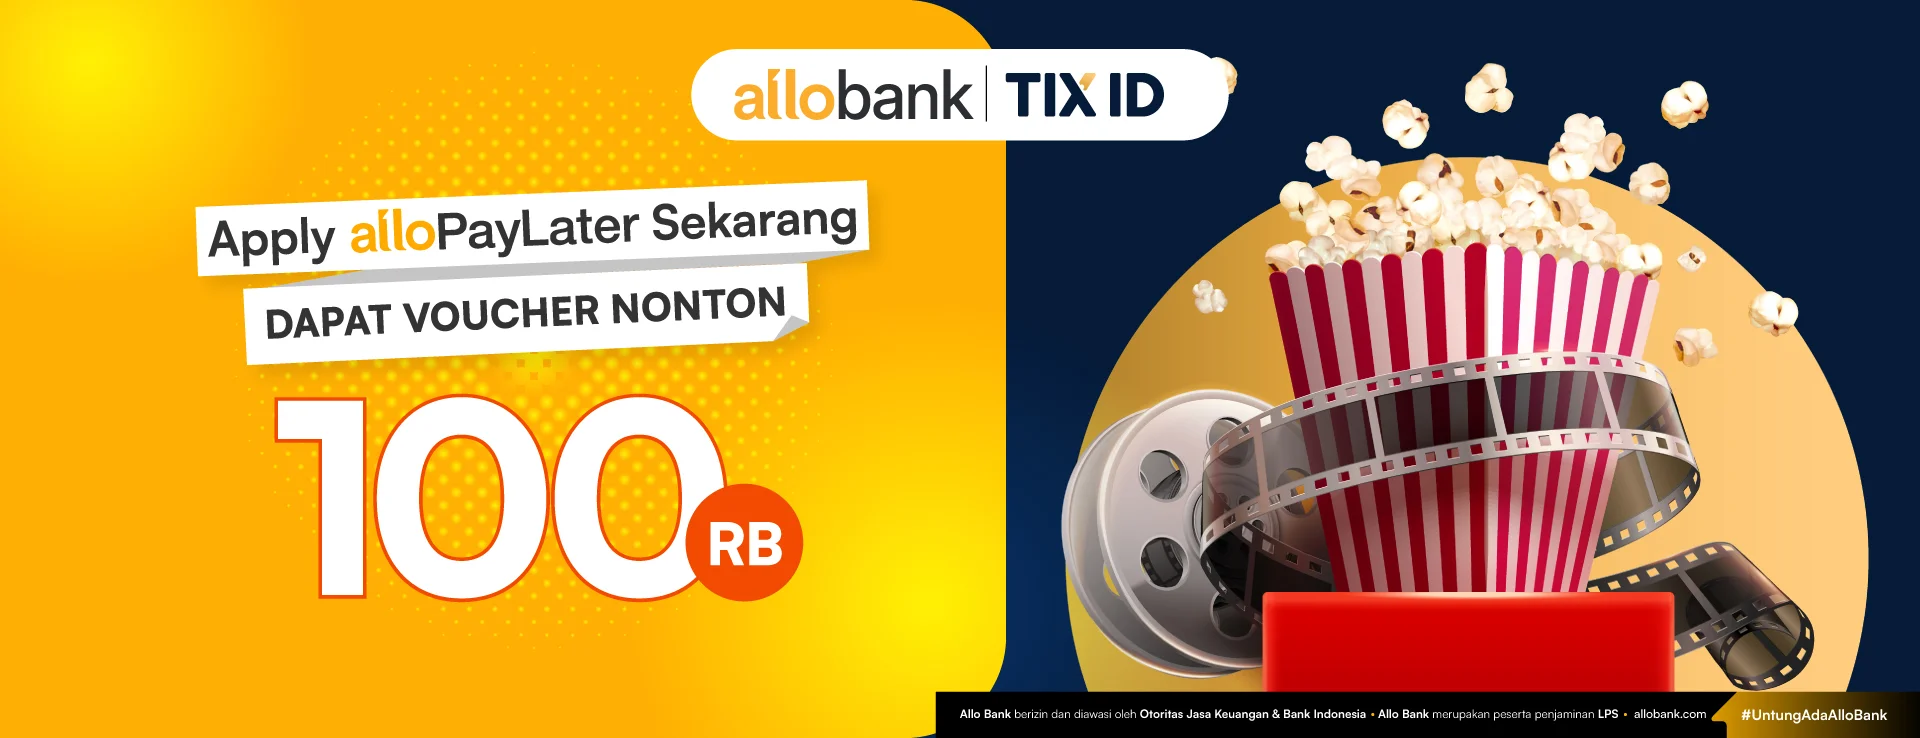 allobank | TIX ID
Apply alloPayLater Sekarang
DAPAT VOUCHER NONTON
100
RB
Allo Bank berizin dan diawasi oleh Otoritas Jasa Keuangan & Bank Indonesia • Allo Bank merupakan peserta penjaminan LPS • allobank.com
#UntungAdaAlloBank